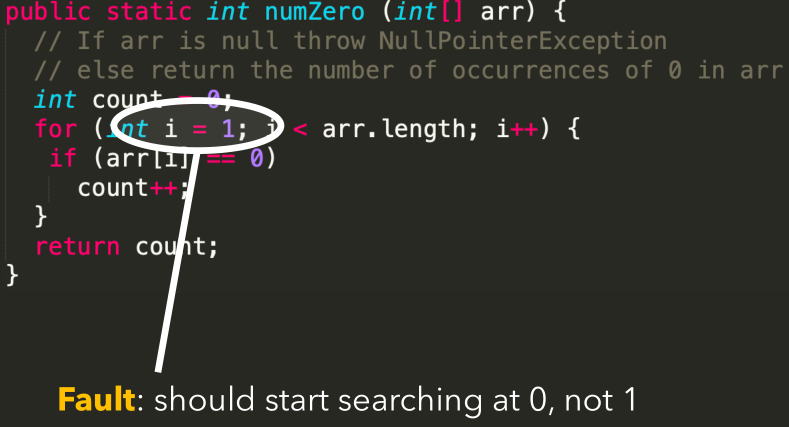 public static int numZero (int[] arr) {
// If arr is null throw NullPointerException
// else return the number of occurrences of 0 in arr
int count = 0;
for (int i = 1; i < arr.length; i++) {
if (arr[i] == 0)
count++;
}
return count;
}
Fault: should start searching at 0, not 1